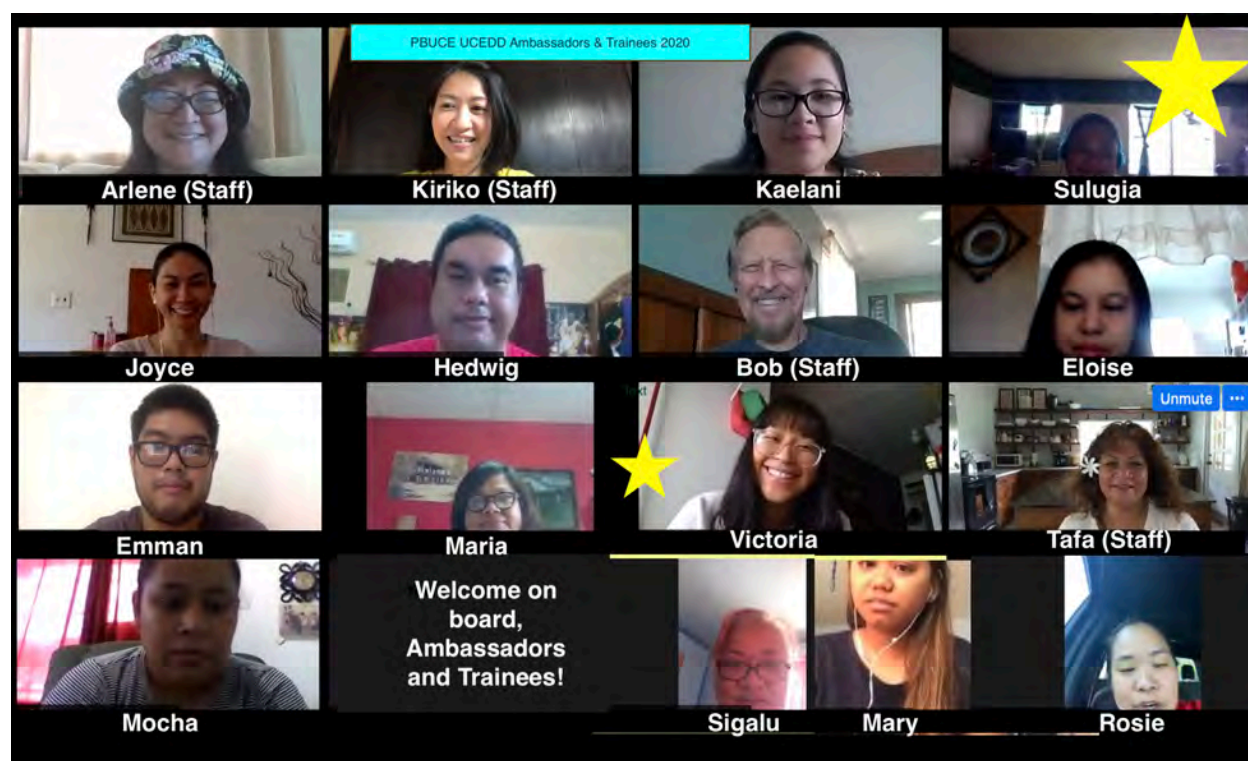 PBUCE UCEDD Ambassadors & Trainees 2020
Arlene (Staff)
Kiriko (Staff)
Kaelani
Sulugia
Joyce
Hedwig
Bob (Staff)
Eloise
Text
Unmute
Emman
Maria
Victoria
Tafa (Staff)
Welcome on
board,
Ambassadors
and Trainees!
Mocha
Sigalu
Mary
Rosie